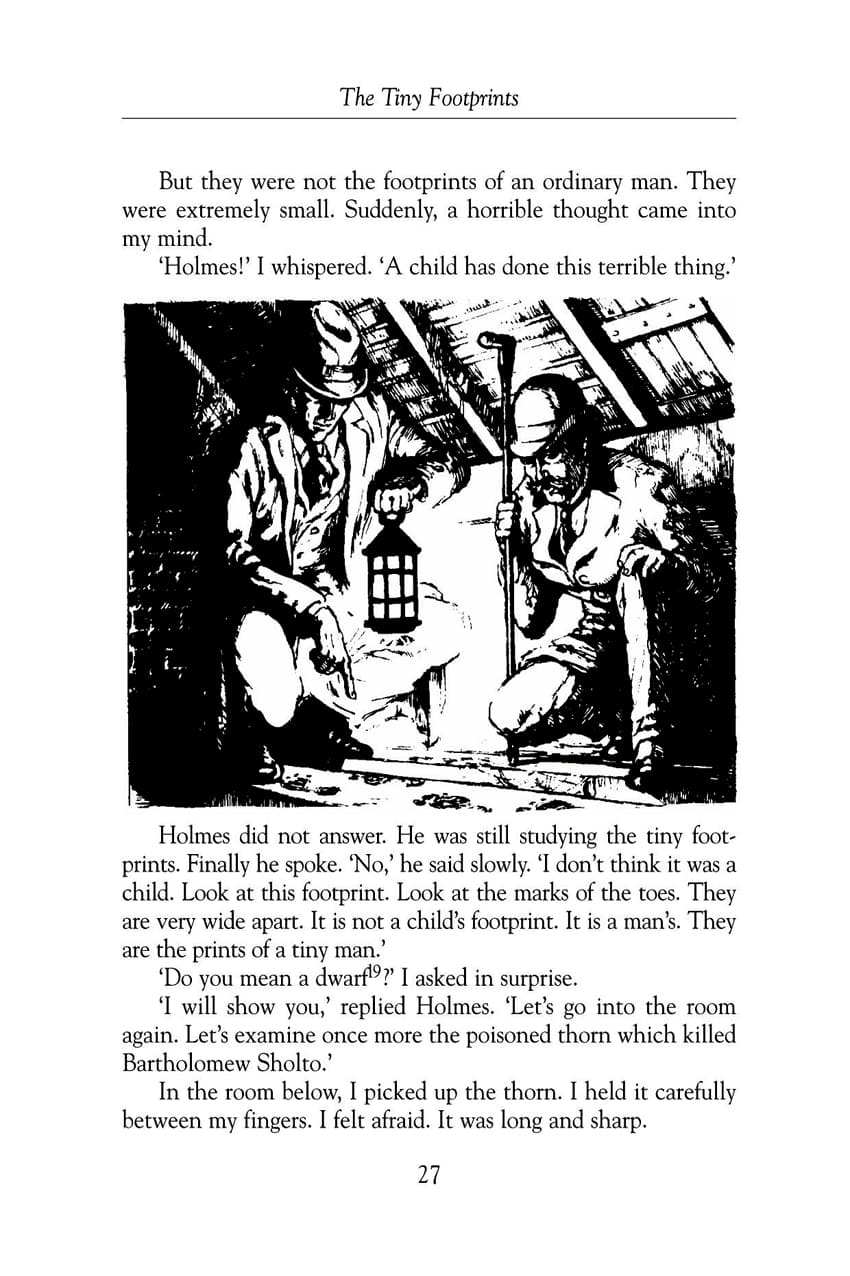 The Tiny Footprints
But they were not the footprints of an ordinary man. They
were extremely small. Suddenly, a horrible thought came into
my mind.
‘Holmes!’ I whispered. ‘A child has done this terrible thing.’
Holmes did not answer. He was still studying the tiny foot-
prints. Finally he spoke. ‘No,’ he said slowly. ‘I don’t think it was a
child. Look at this footprint. Look at the marks of the toes. They
are very wide apart. It is not a child’s footprint. It is a man’s. They
are the prints of a tiny man.’
‘Do you mean a dwarf¹⁹?’ I asked in surprise.
‘I will show you,’ replied Holmes. ‘Let’s go into the room
again. Let’s examine once more the poisoned thorn which killed
Bartholomew Sholto.’
In the room below, I picked up the thorn. I held it carefully
between my fingers. I felt afraid. It was long and sharp.
27